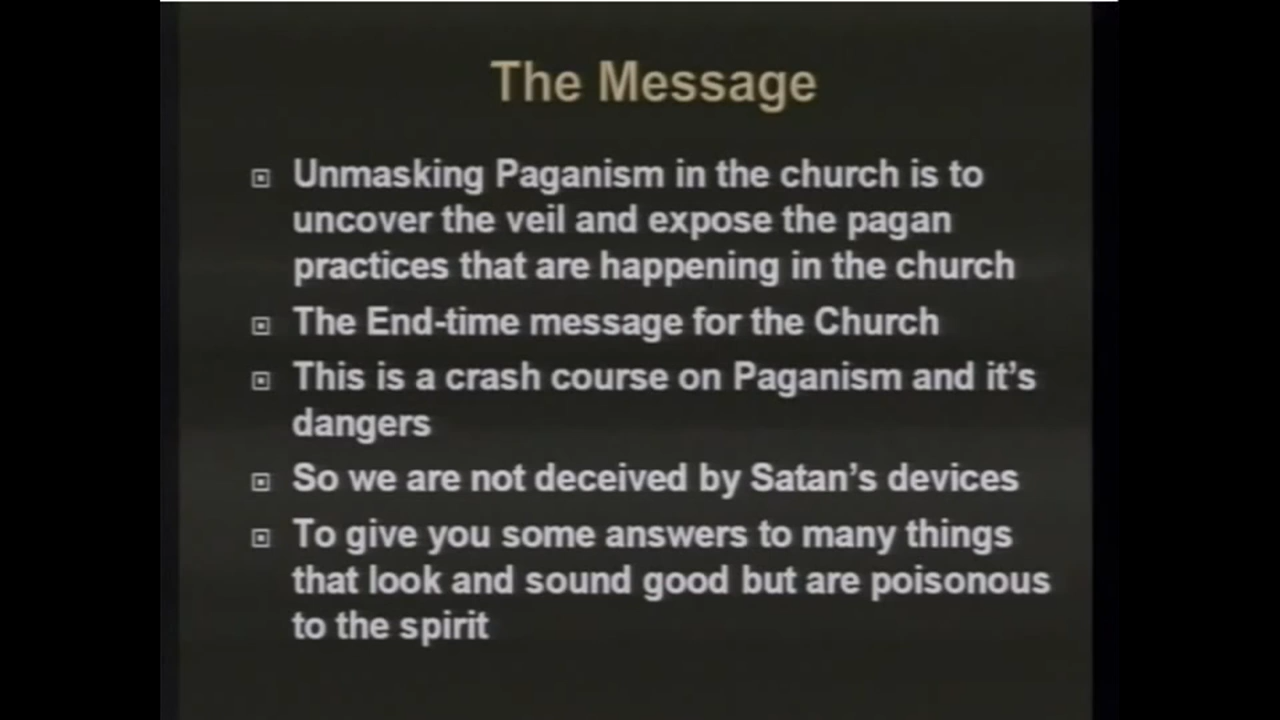 The Message
Unmasking Paganism in the church is to
uncover the veil and expose the pagan
practices that are happening in the church
The End-time message for the Church
This is a crash course on Paganism and it's
dangers
So we are not deceived by Satan's devices
To give you some answers to many things
that look and sound good but are poisonous
to the spirit